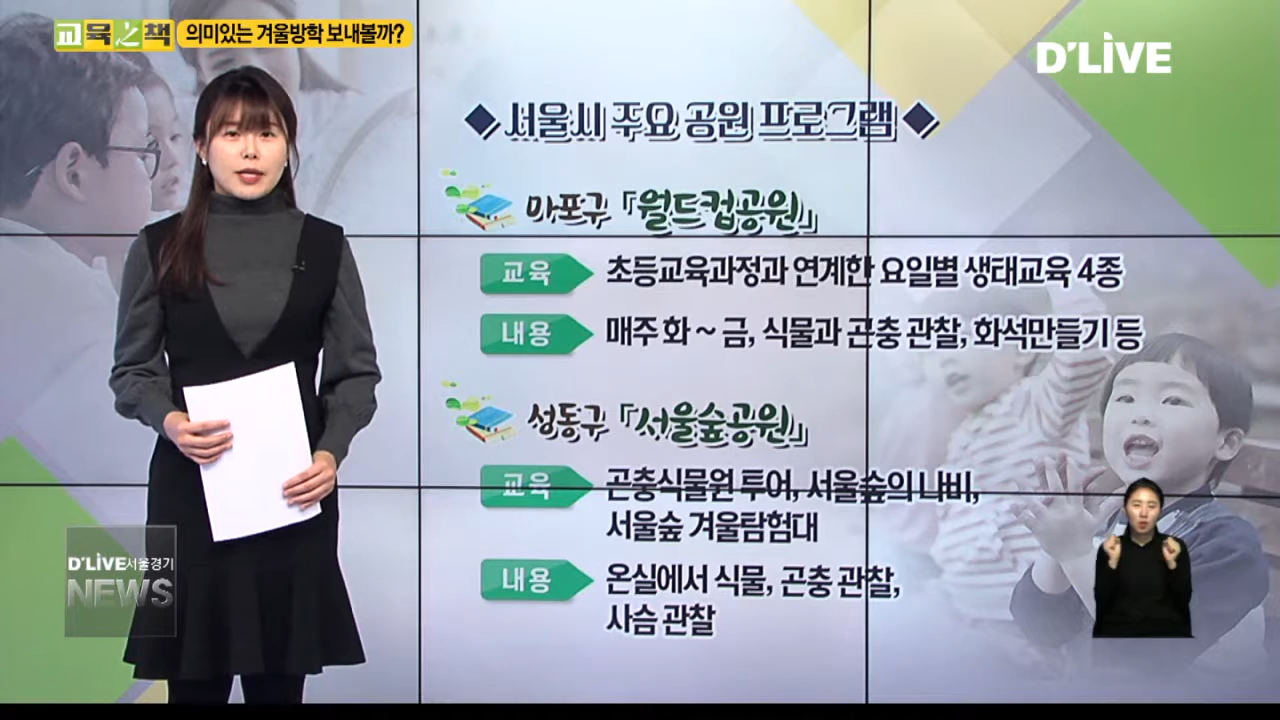 교육之책 의미있는 겨울방학 보내볼까?
D'LIVE
◆ 서울시 주요 공원 프로그램 ◆
마포구 「월드컵공원」
교육 초등교육과정과 연계한 요일별 생태교육 4종
내용 매주 화 ~ 금, 식물과 곤충 관찰, 화석만들기 등
성동구 「서울숲공원」
교육 곤충식물원 투어, 서울숲의 나비,
서울숲 겨울탐험대
내용 온실에서 식물, 곤충 관찰,
사슴 관찰
D'LIVE서울경기
NEWS